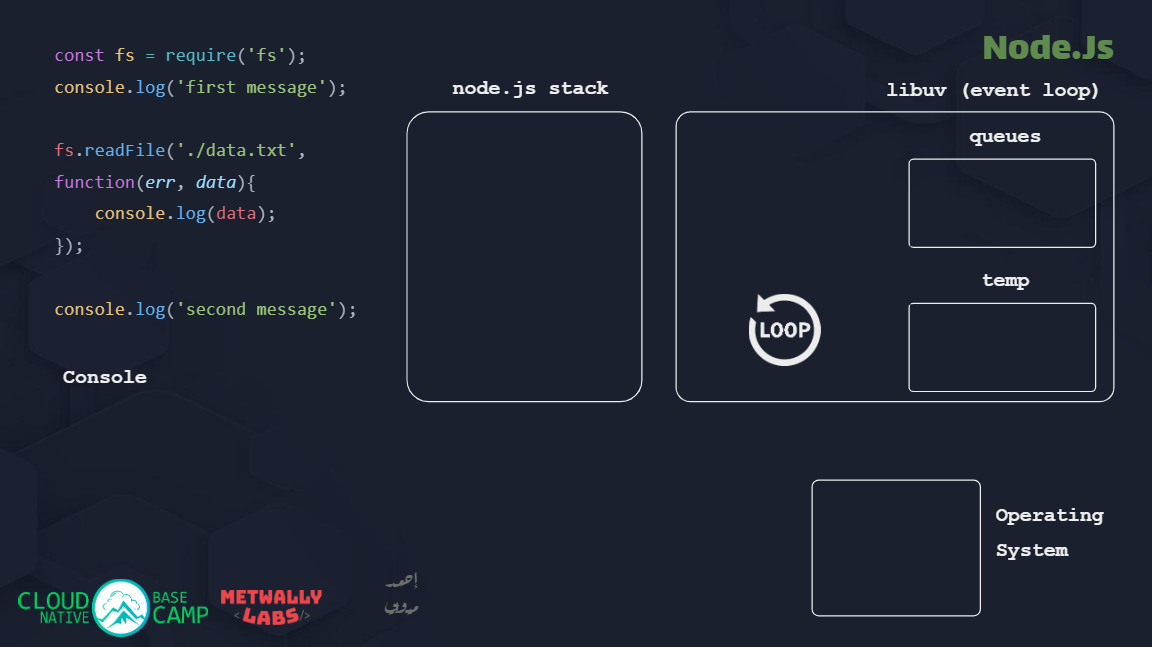 const fs = require('fs');
console.log('first message');
fs.readFile('./data.txt',
function(err, data){
    console.log(data);
});
console.log('second message');
Console
node.js stack
Node.Js
libuv (event loop)
queues
temp
LOOP
Operating
System
CLOUD
NATIVE
BASE
CAMP
METWALLY
<LABS/>
أحمد